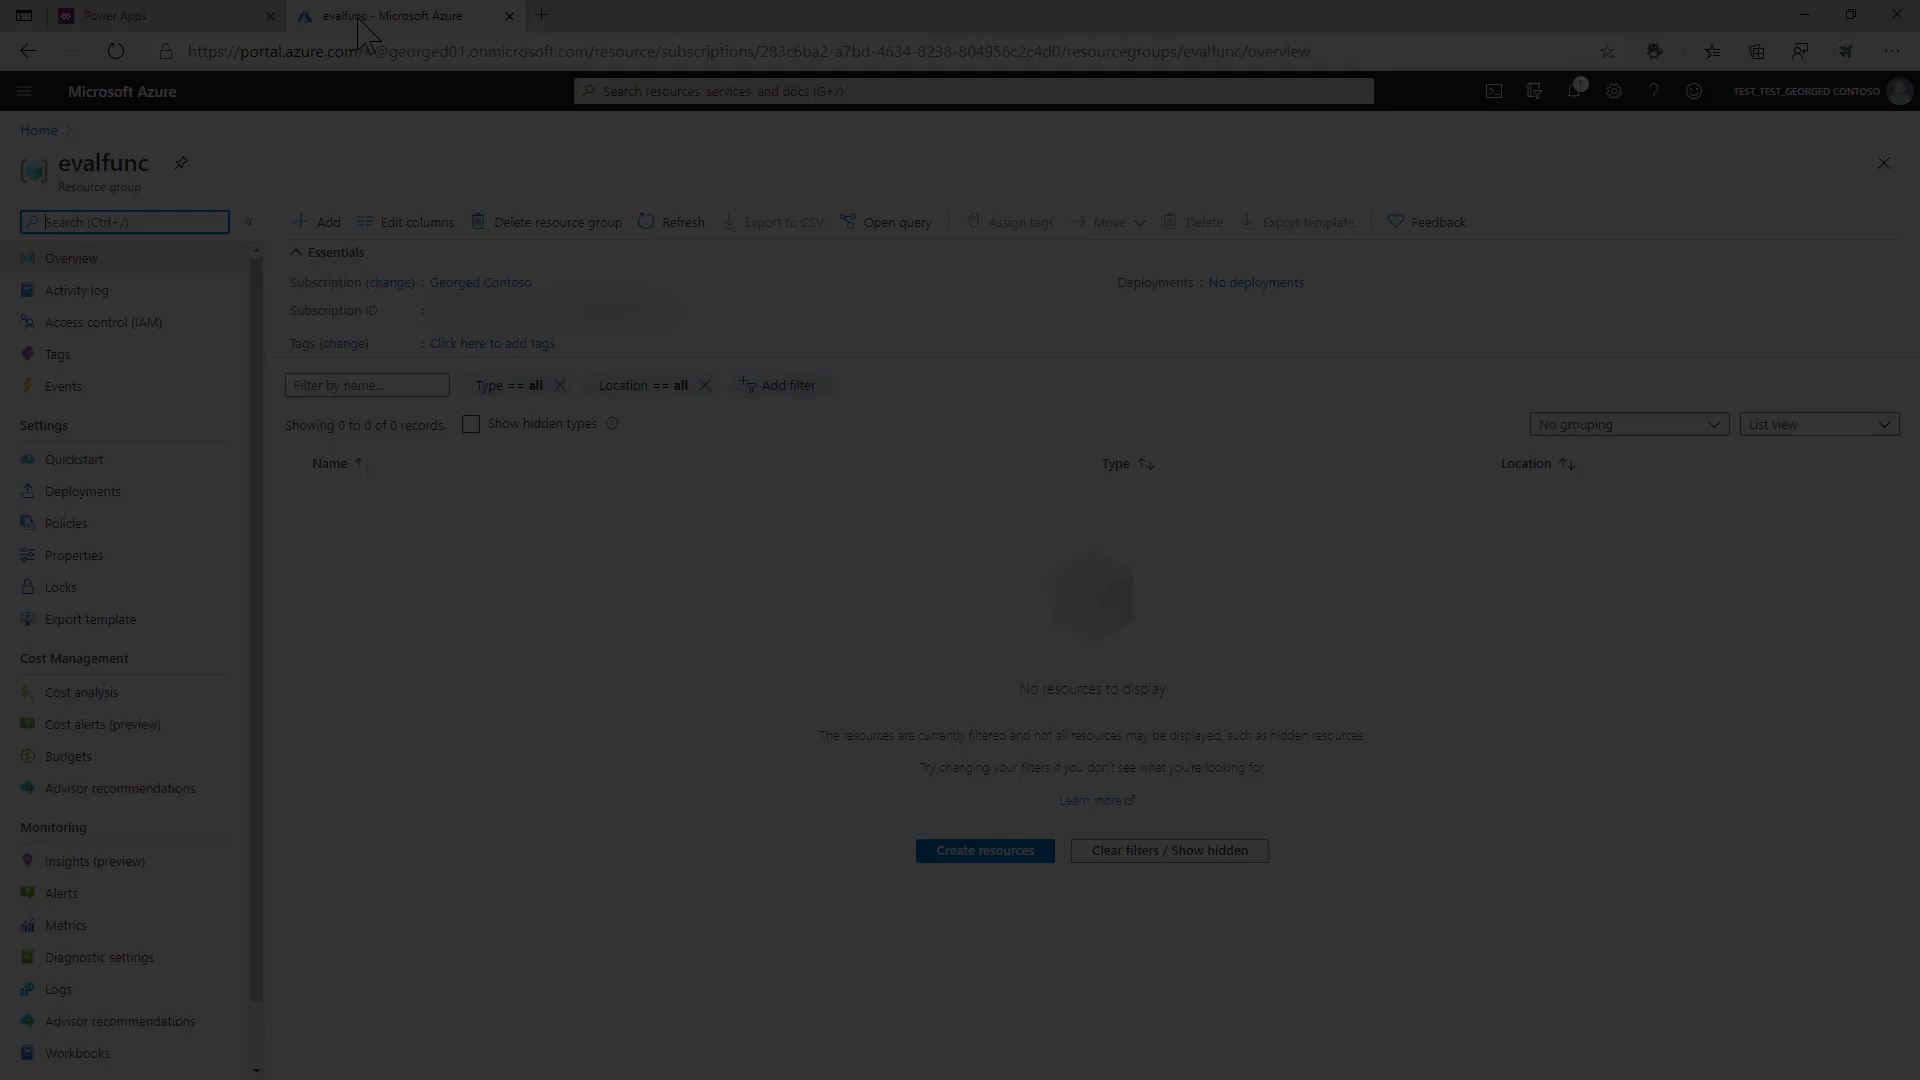 Power Apps
evalfunc - Microsoft Azure
https://portal.azure.com/#@georged01.onmicrosoft.com/resource/subscriptions/283c6ba2-a7bd-4634-8238-804956c2c4d0/resourcegroups/evalfunc/overview
Microsoft Azure
Search resources, services, and docs (G+/)
1
TEST_TEST_GEORGED CONTOSO
Home
evalfunc
Resource group
Search (Ctrl+/)
Add
Edit columns
Delete resource group
Refresh
Export to CSV
Open query
Assign tags
Move
Delete
Export template
Feedback
Overview
Activity log
Access control (IAM)
Tags
Events
Settings
Quickstart
Deployments
Policies
Properties
Locks
Export template
Cost Management
Cost analysis
Cost alerts (preview)
Budgets
Advisor recommendations
Monitoring
Insights (preview)
Alerts
Metrics
Diagnostic settings
Logs
Advisor recommendations
Workbooks
Essentials
Subscription (change) : Georged Contoso
Deployments : No deployments
Subscription ID :
Tags (change) : Click here to add tags
Filter by name...
Type == all
Location == all
Add filter
Showing 0 to 0 of 0 records.
Show hidden types
No grouping
List view
Name
Type
Location
No resources to display
The resources are currently filtered and not all resources may be displayed, such as hidden resources.
Try changing your filters if you don't see what you're looking for.
Learn more
Create resources
Clear filters / Show hidden